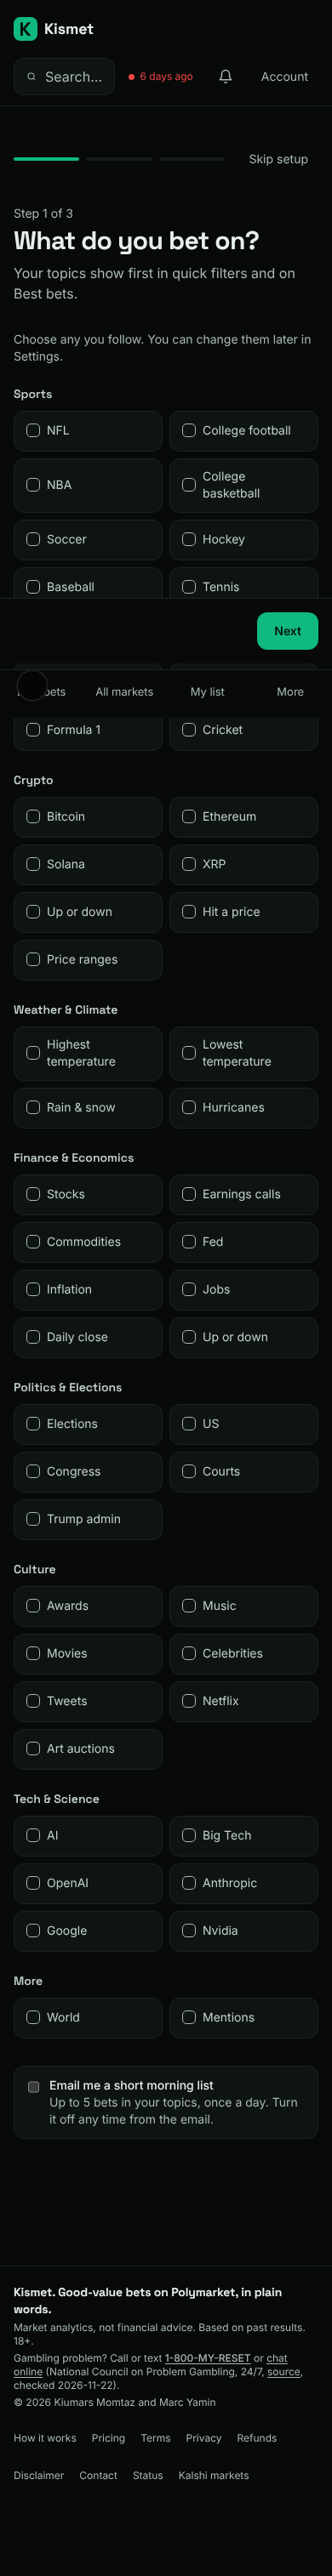 Kismet
Search...
6 days ago
Account
Skip setup
Step 1 of 3
What do you bet on?
Your topics show first in quick filters and on
Best bets.
Choose any you follow. You can change them later in
Settings.
Sports
NFL
College football
NBA
College
basketball
Soccer
Hockey
Baseball
Tennis
Next
bets
All markets
My list
More
Formula 1
Cricket
Crypto
Bitcoin
Ethereum
Solana
XRP
Up or down
Hit a price
Price ranges
Weather & Climate
Highest
temperature
Lowest
temperature
Rain & snow
Hurricanes
Finance & Economics
Stocks
Earnings calls
Commodities
Fed
Inflation
Jobs
Daily close
Up or down
Politics & Elections
Elections
US
Congress
Courts
Trump admin
Culture
Awards
Music
Movies
Celebrities
Tweets
Netflix
Art auctions
Tech & Science
AI
Big Tech
OpenAI
Anthropic
Google
Nvidia
More
World
Mentions
Email me a short morning list
Up to 5 bets in your topics, once a day. Turn
it off any time from the email.
Kismet. Good-value bets on Polymarket, in plain
words.
Market analytics, not financial advice. Based on past results.
18+.
Gambling problem? Call or text 1-800-MY-RESET or chat
online (National Council on Problem Gambling, 24/7, source,
checked 2026-11-22).
© 2026 Kiumars Momtaz and Marc Yamin
How it works
Pricing
Terms
Privacy
Refunds
Disclaimer
Contact
Status
Kalshi markets